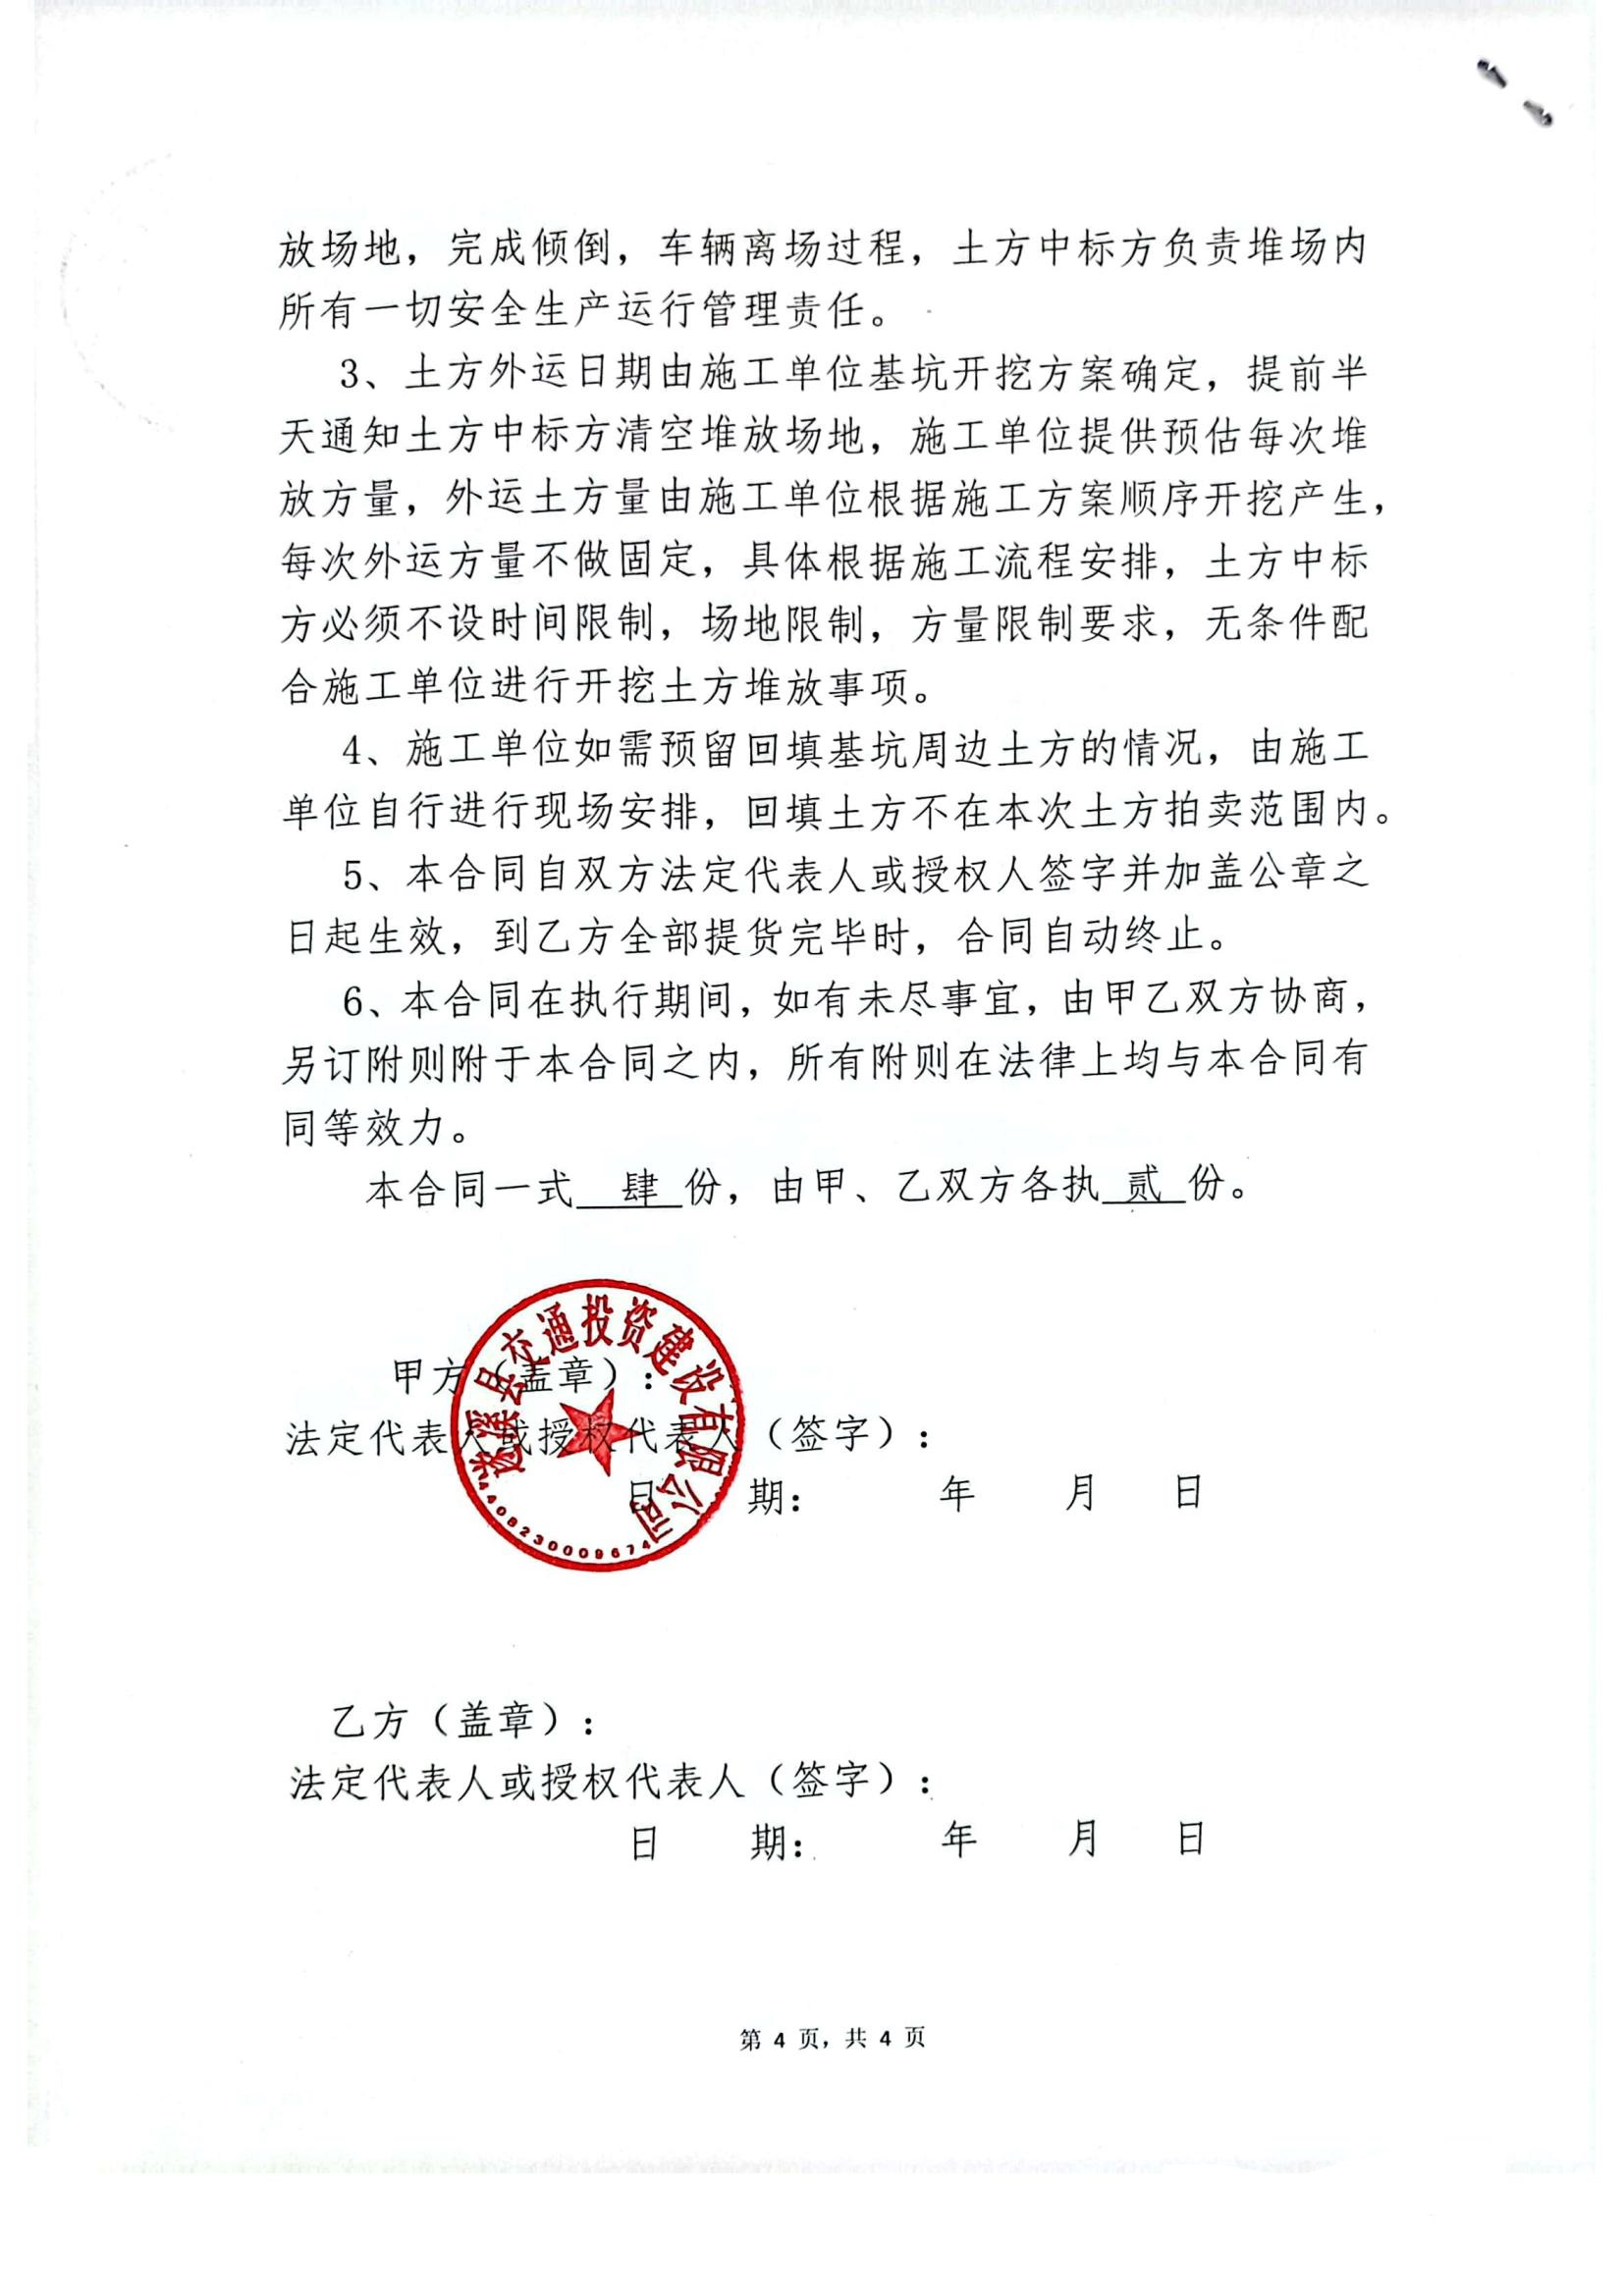 放场地，完成倾倒，车辆离场过程，土方中标方负责堆场内
所有一切安全生产运行管理责任。
3、土方外运日期由施工单位基坑开挖方案确定，提前半
天通知土方中标方清空堆放场地，施工单位提供预估每次堆
放方量，外运土方量由施工单位根据施工方案顺序开挖产生，
每次外运方量不做固定，具体根据施工流程安排，土方中标
方必须不设时间限制，场地限制，方量限制要求，无条件配
合施工单位进行开挖土方堆放事项。
4、施工单位如需预留回填基坑周边土方的情况，由施工
单位自行进行现场安排，回填土方不在本次土方拍卖范围内。
5、本合同自双方法定代表人或授权人签字并加盖公章之
日起生效，到乙方全部提货完毕时，合同自动终止。
6、本合同在执行期间，如有未尽事宜，由甲乙双方协商，
另订附则附于本合同之内，所有附则在法律上均与本合同有
同等效力。
本合同一式 肆 份，由甲、乙双方各执 贰 份。
甲方（盖章）：
法定代表人或授权代表人（签字）：
日 期： 年 月 日
遂溪县交通投资建设有限公司
4408230009674
乙方（盖章）：
法定代表人或授权代表人（签字）：
日 期： 年 月 日
第 4 页，共 4 页